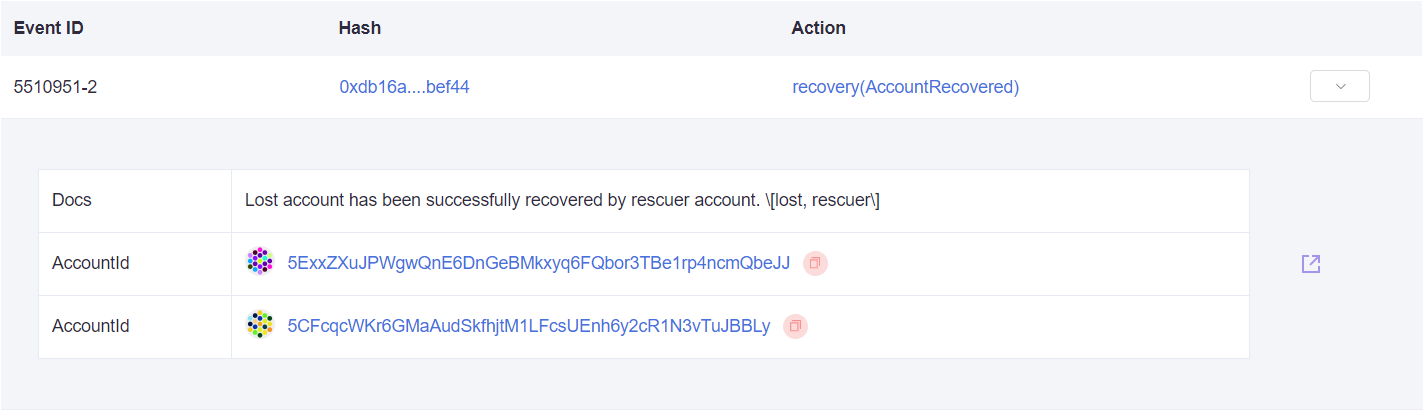 Event ID Hash Action
5510951-2 0xdb16a....bef44 recovery(AccountRecovered)
Docs Lost account has been successfully recovered by rescuer account. \[lost, rescuer\]
AccountId 5ExxZXuJPWgwQnE6DnGeBMkxyq6FQbor3TBe1rp4ncmQbeJJ
AccountId 5CFcqcWKr6GMaAudSkfhjtM1LFcsUEnh6y2cR1N3vTuJBBLy